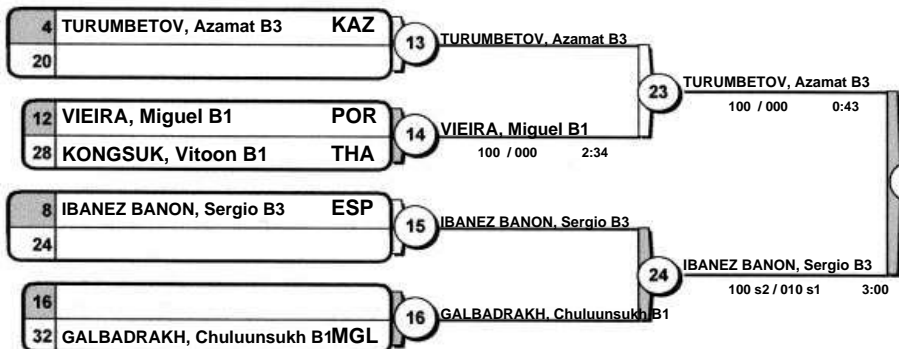 4 TURUMBETOV, Azamat B3 KAZ
20
13 TURUMBETOV, Azamat B3
12 VIEIRA, Miguel B1 POR
28 KONGSUK, Vitoon B1 THA
14 VIEIRA, Miguel B1
100 / 000 2:34
23 TURUMBETOV, Azamat B3
100 / 000 0:43
8 IBANEZ BANON, Sergio B3 ESP
24
15 IBANEZ BANON, Sergio B3
16
32 GALBADRAKH, Chuluunsukh B1 MGL
16 GALBADRAKH, Chuluunsukh B1
24 IBANEZ BANON, Sergio B3
100 s2 / 010 s1 3:00